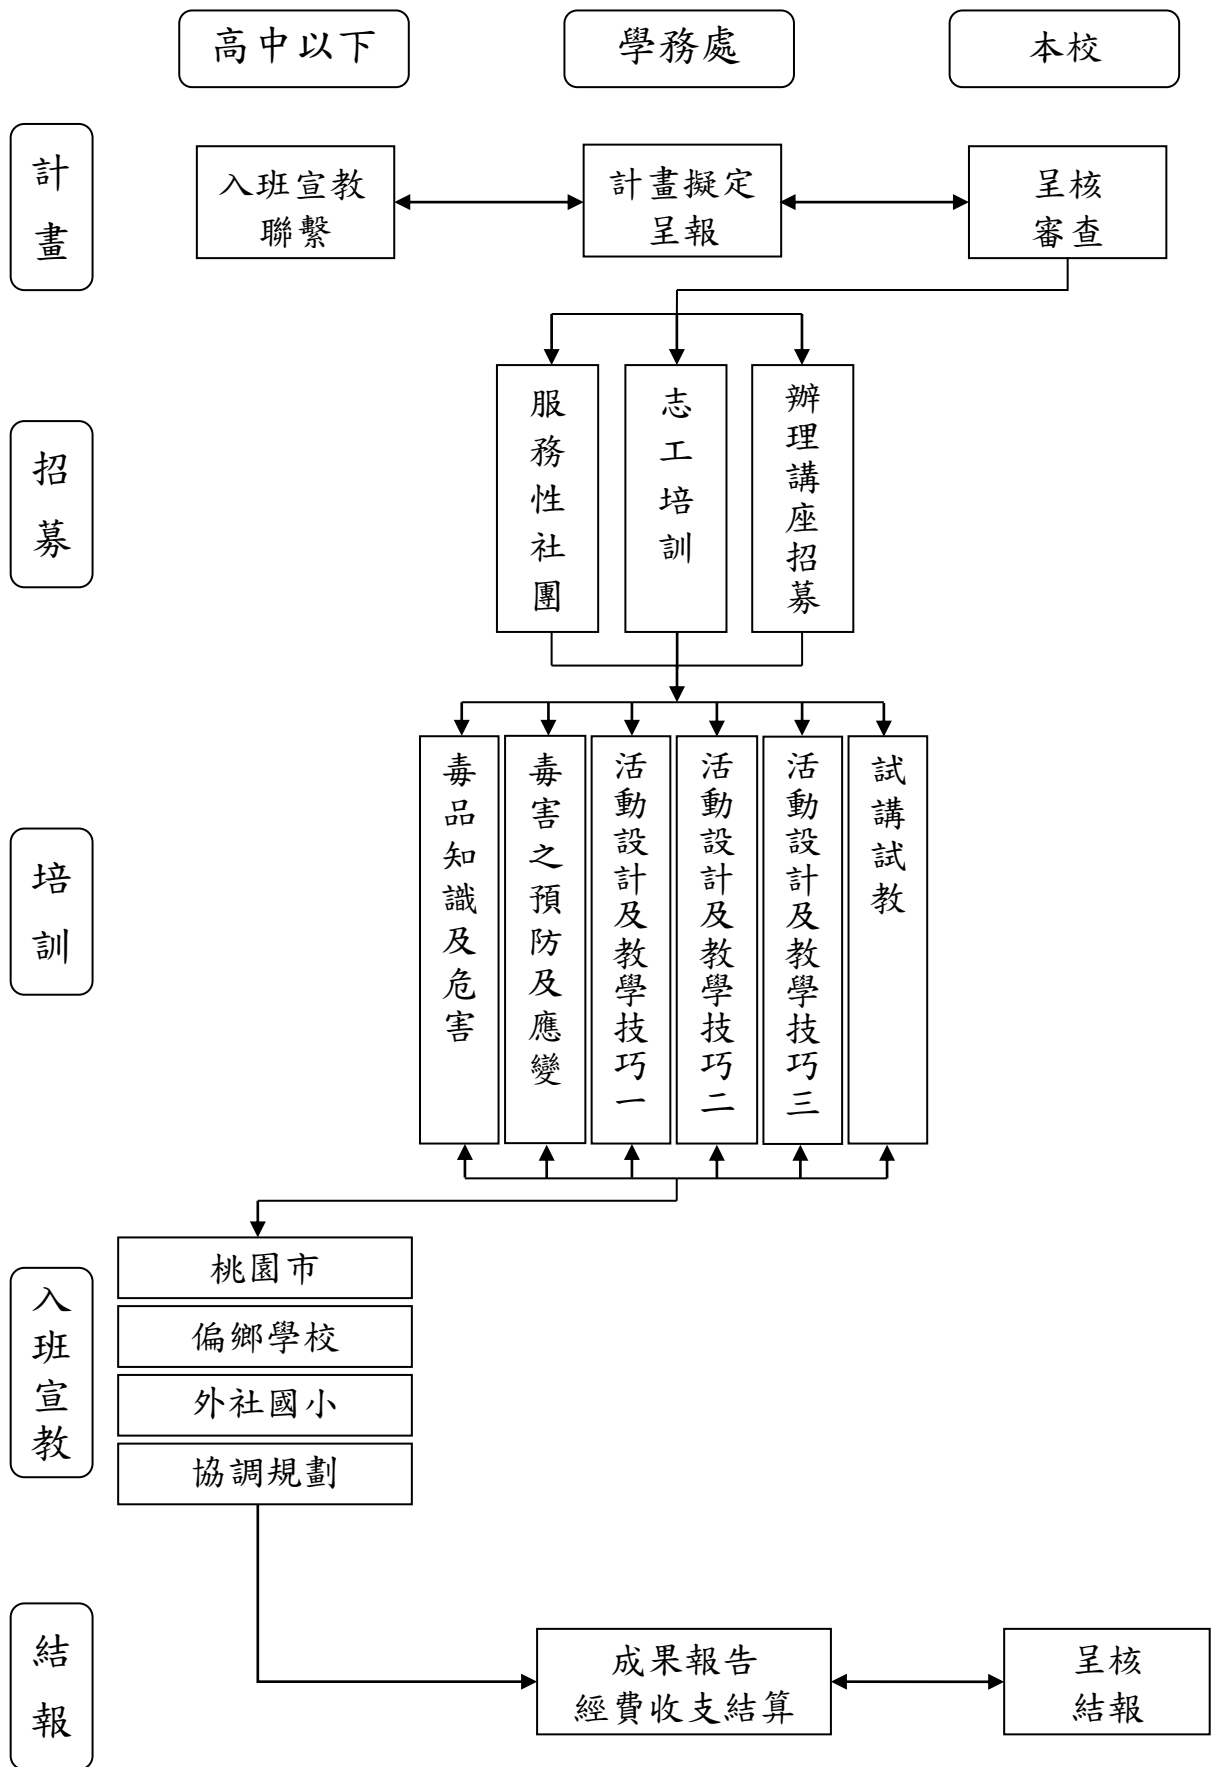 高中以下
學務處
本校
計畫
入班宣教
聯繫
計畫擬定
呈報
呈核
審查
招募
服務性社團
志工培訓
辦理講座招募
培訓
毒品知識及危害
毒害之預防及應變
活動設計及教學技巧一
活動設計及教學技巧二
活動設計及教學技巧三
試講試教
入班宣教
桃園市
偏鄉學校
外社國小
協調規劃
結報
成果報告
經費收支結算
呈核
結報